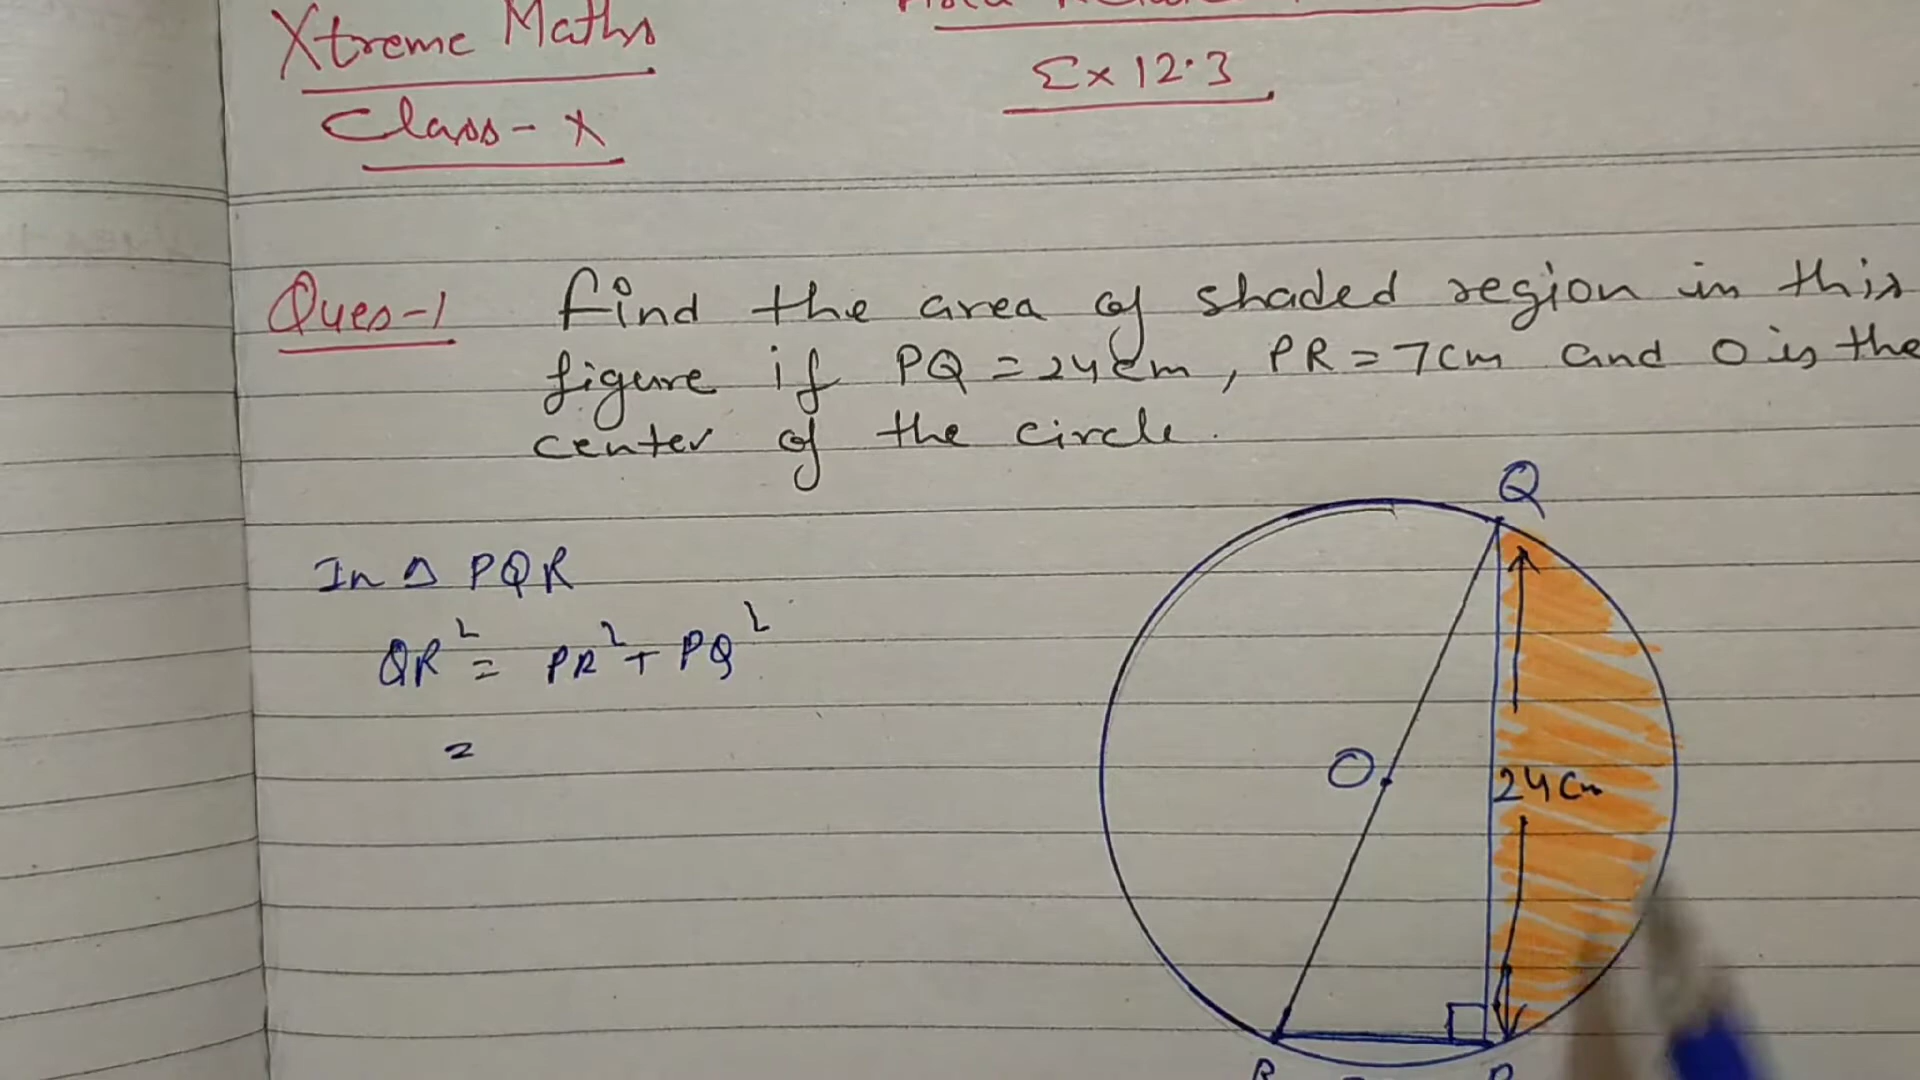 Xtreme Maths
Class-X
Ex 12.3
Ques-1 find the area of shaded region in this
figure if PQ = 24cm, PR = 7cm and O is the
center of the circle.
Q
In △ PQR
QR² = PR² + PQ²
=
O
24cm
R